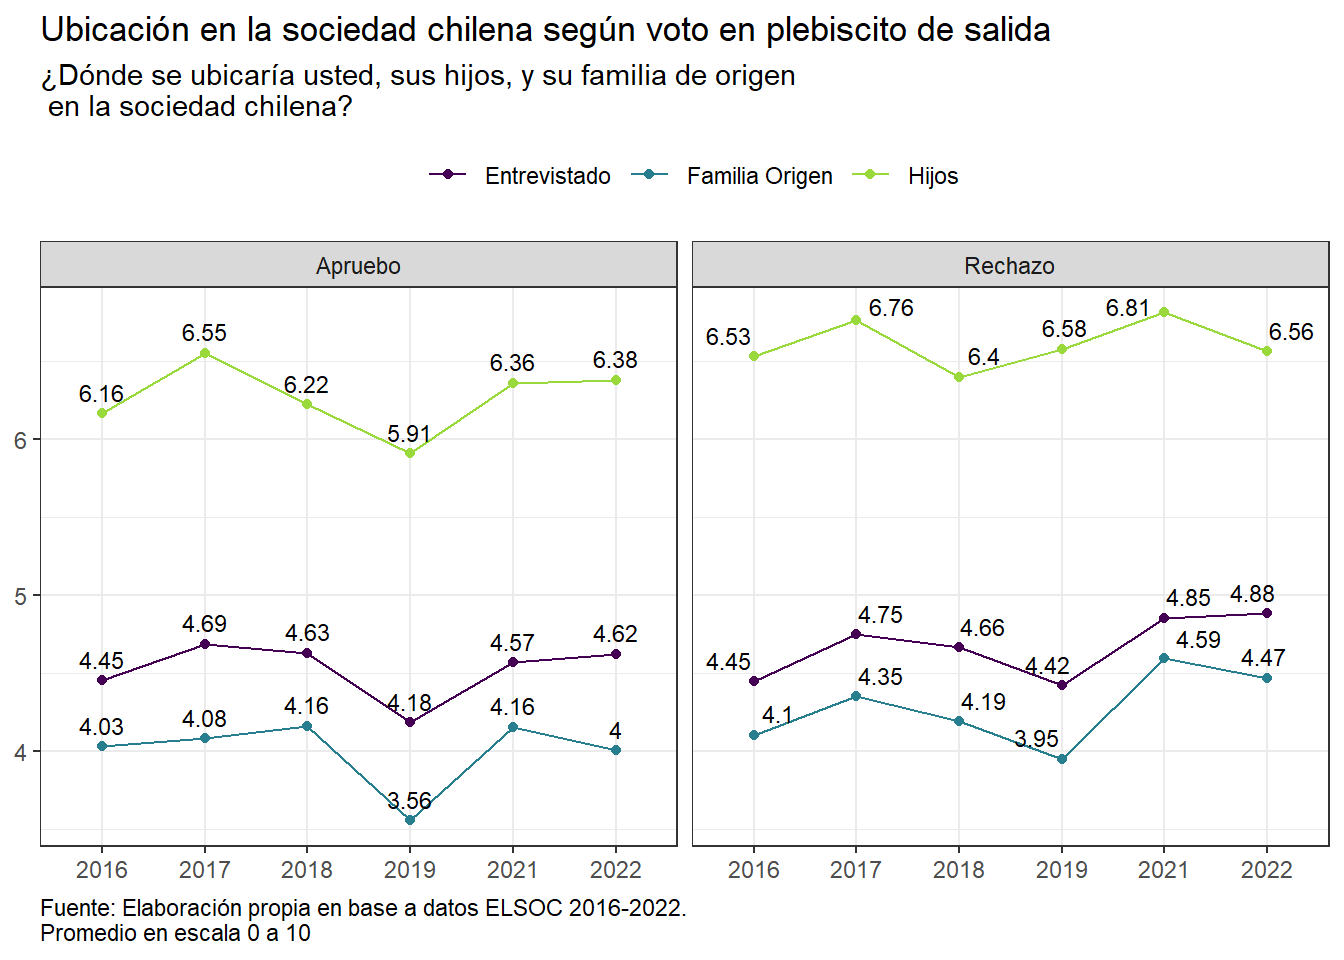 Ubicación en la sociedad chilena según voto en plebiscito de salida
¿Dónde se ubicaría usted, sus hijos, y su familia de origen
en la sociedad chilena?
Entrevistado Familia Origen Hijos
Apruebo Rechazo
6.16 6.55 6.22 5.91 6.36 6.38
4.45 4.69 4.63 4.18 4.57 4.62
4.03 4.08 4.16 3.56 4.16 4
6.53 6.76 6.4 6.58 6.81 6.56
4.45 4.75 4.66 4.42 4.85 4.88
4.1 4.35 4.19 3.95 4.59 4.47
6
5
4
2016 2017 2018 2019 2021 2022 2016 2017 2018 2019 2021 2022
Fuente: Elaboración propia en base a datos ELSOC 2016-2022.
Promedio en escala 0 a 10